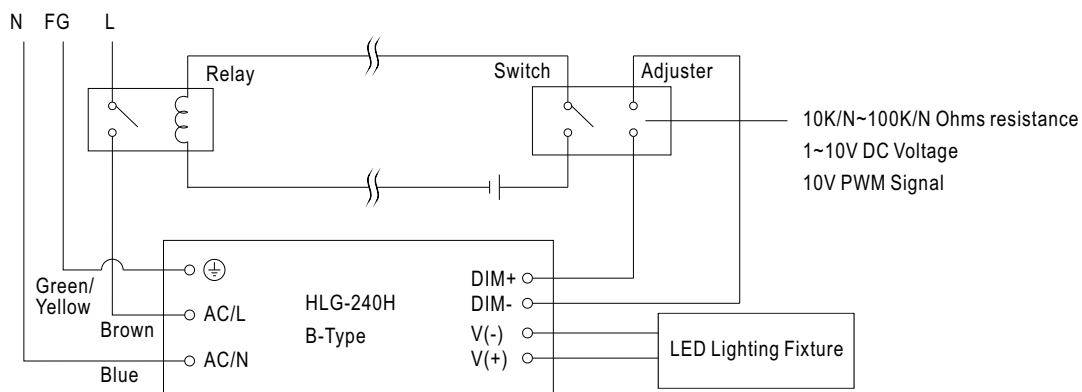 N FG L
Relay
Switch
Adjuster
10K/N~100K/N Ohms resistance
1~10V DC Voltage
10V PWM Signal
Green/
Yellow
Brown
Blue
AC/L
AC/N
HLG-240H
B-Type
DIM+
DIM-
V(-)
V(+)
LED Lighting Fixture